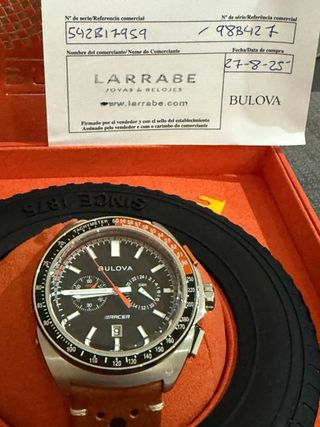 Nº de serie/Referencia comercial
Nº de série/Referência comercial
542B17959 / 98B427
Nombre del comerciante/Nome do Comerciante
Fecha/Data de compra
LARRABE
JOYAS & RELOJES
www.larrabe.com
27-8-25
BULOVA
Firmado por el vendedor y con el sello del establecimiento
Assinado pelo vendedor e com o carimbo do comerciante
SINCE 1875
TACHYMETER
BULOVA
RACER